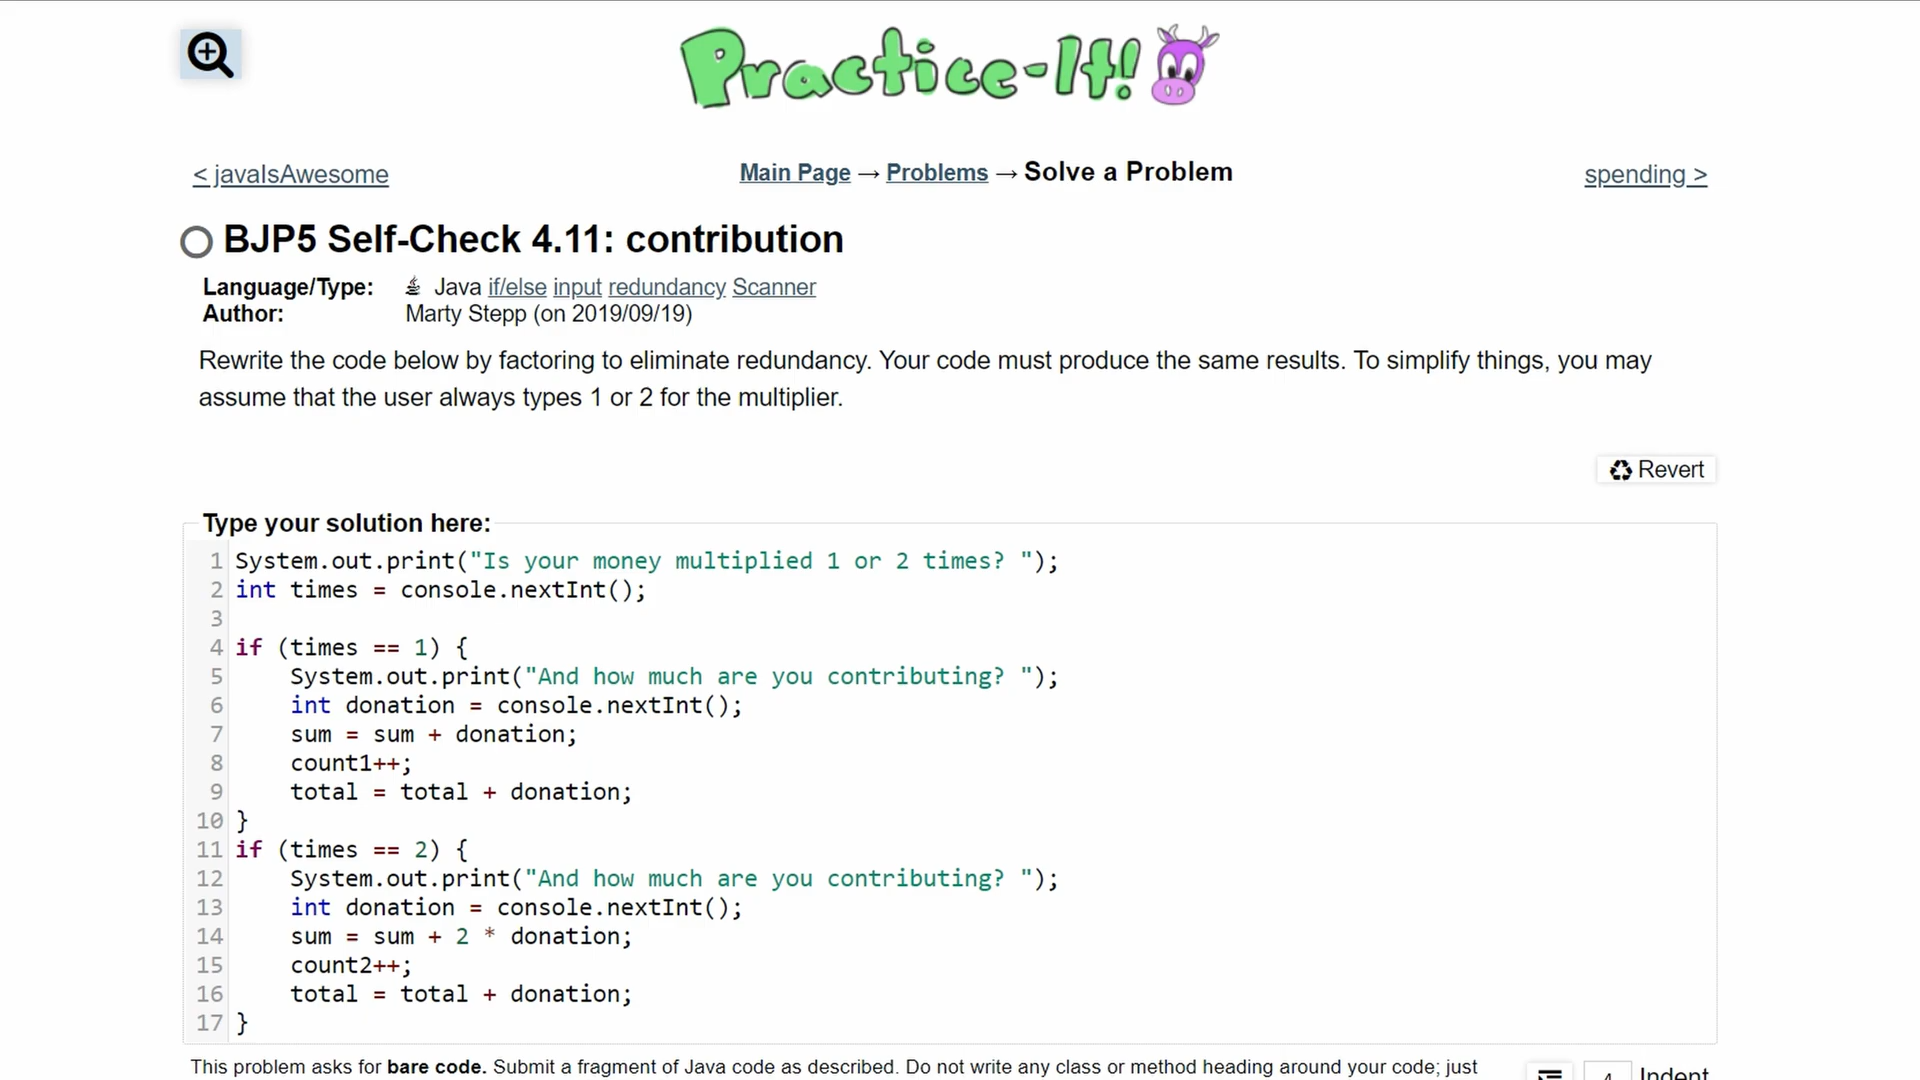 Practice-It!
< javaIsAwesome
Main Page → Problems → Solve a Problem
spending >
BJP5 Self-Check 4.11: contribution
Language/Type: Java if/else input redundancy Scanner
Author: Marty Stepp (on 2019/09/19)
Rewrite the code below by factoring to eliminate redundancy. Your code must produce the same results. To simplify things, you may
assume that the user always types 1 or 2 for the multiplier.
Revert
Type your solution here:
1 System.out.print("Is your money multiplied 1 or 2 times? ");
2 int times = console.nextInt();
3
4 if (times == 1) {
5     System.out.print("And how much are you contributing? ");
6     int donation = console.nextInt();
7     sum = sum + donation;
8     count1++;
9     total = total + donation;
10 }
11 if (times == 2) {
12     System.out.print("And how much are you contributing? ");
13     int donation = console.nextInt();
14     sum = sum + 2 * donation;
15     count2++;
16     total = total + donation;
17 }
This problem asks for bare code. Submit a fragment of Java code as described. Do not write any class or method heading around your code; just
4 Indent